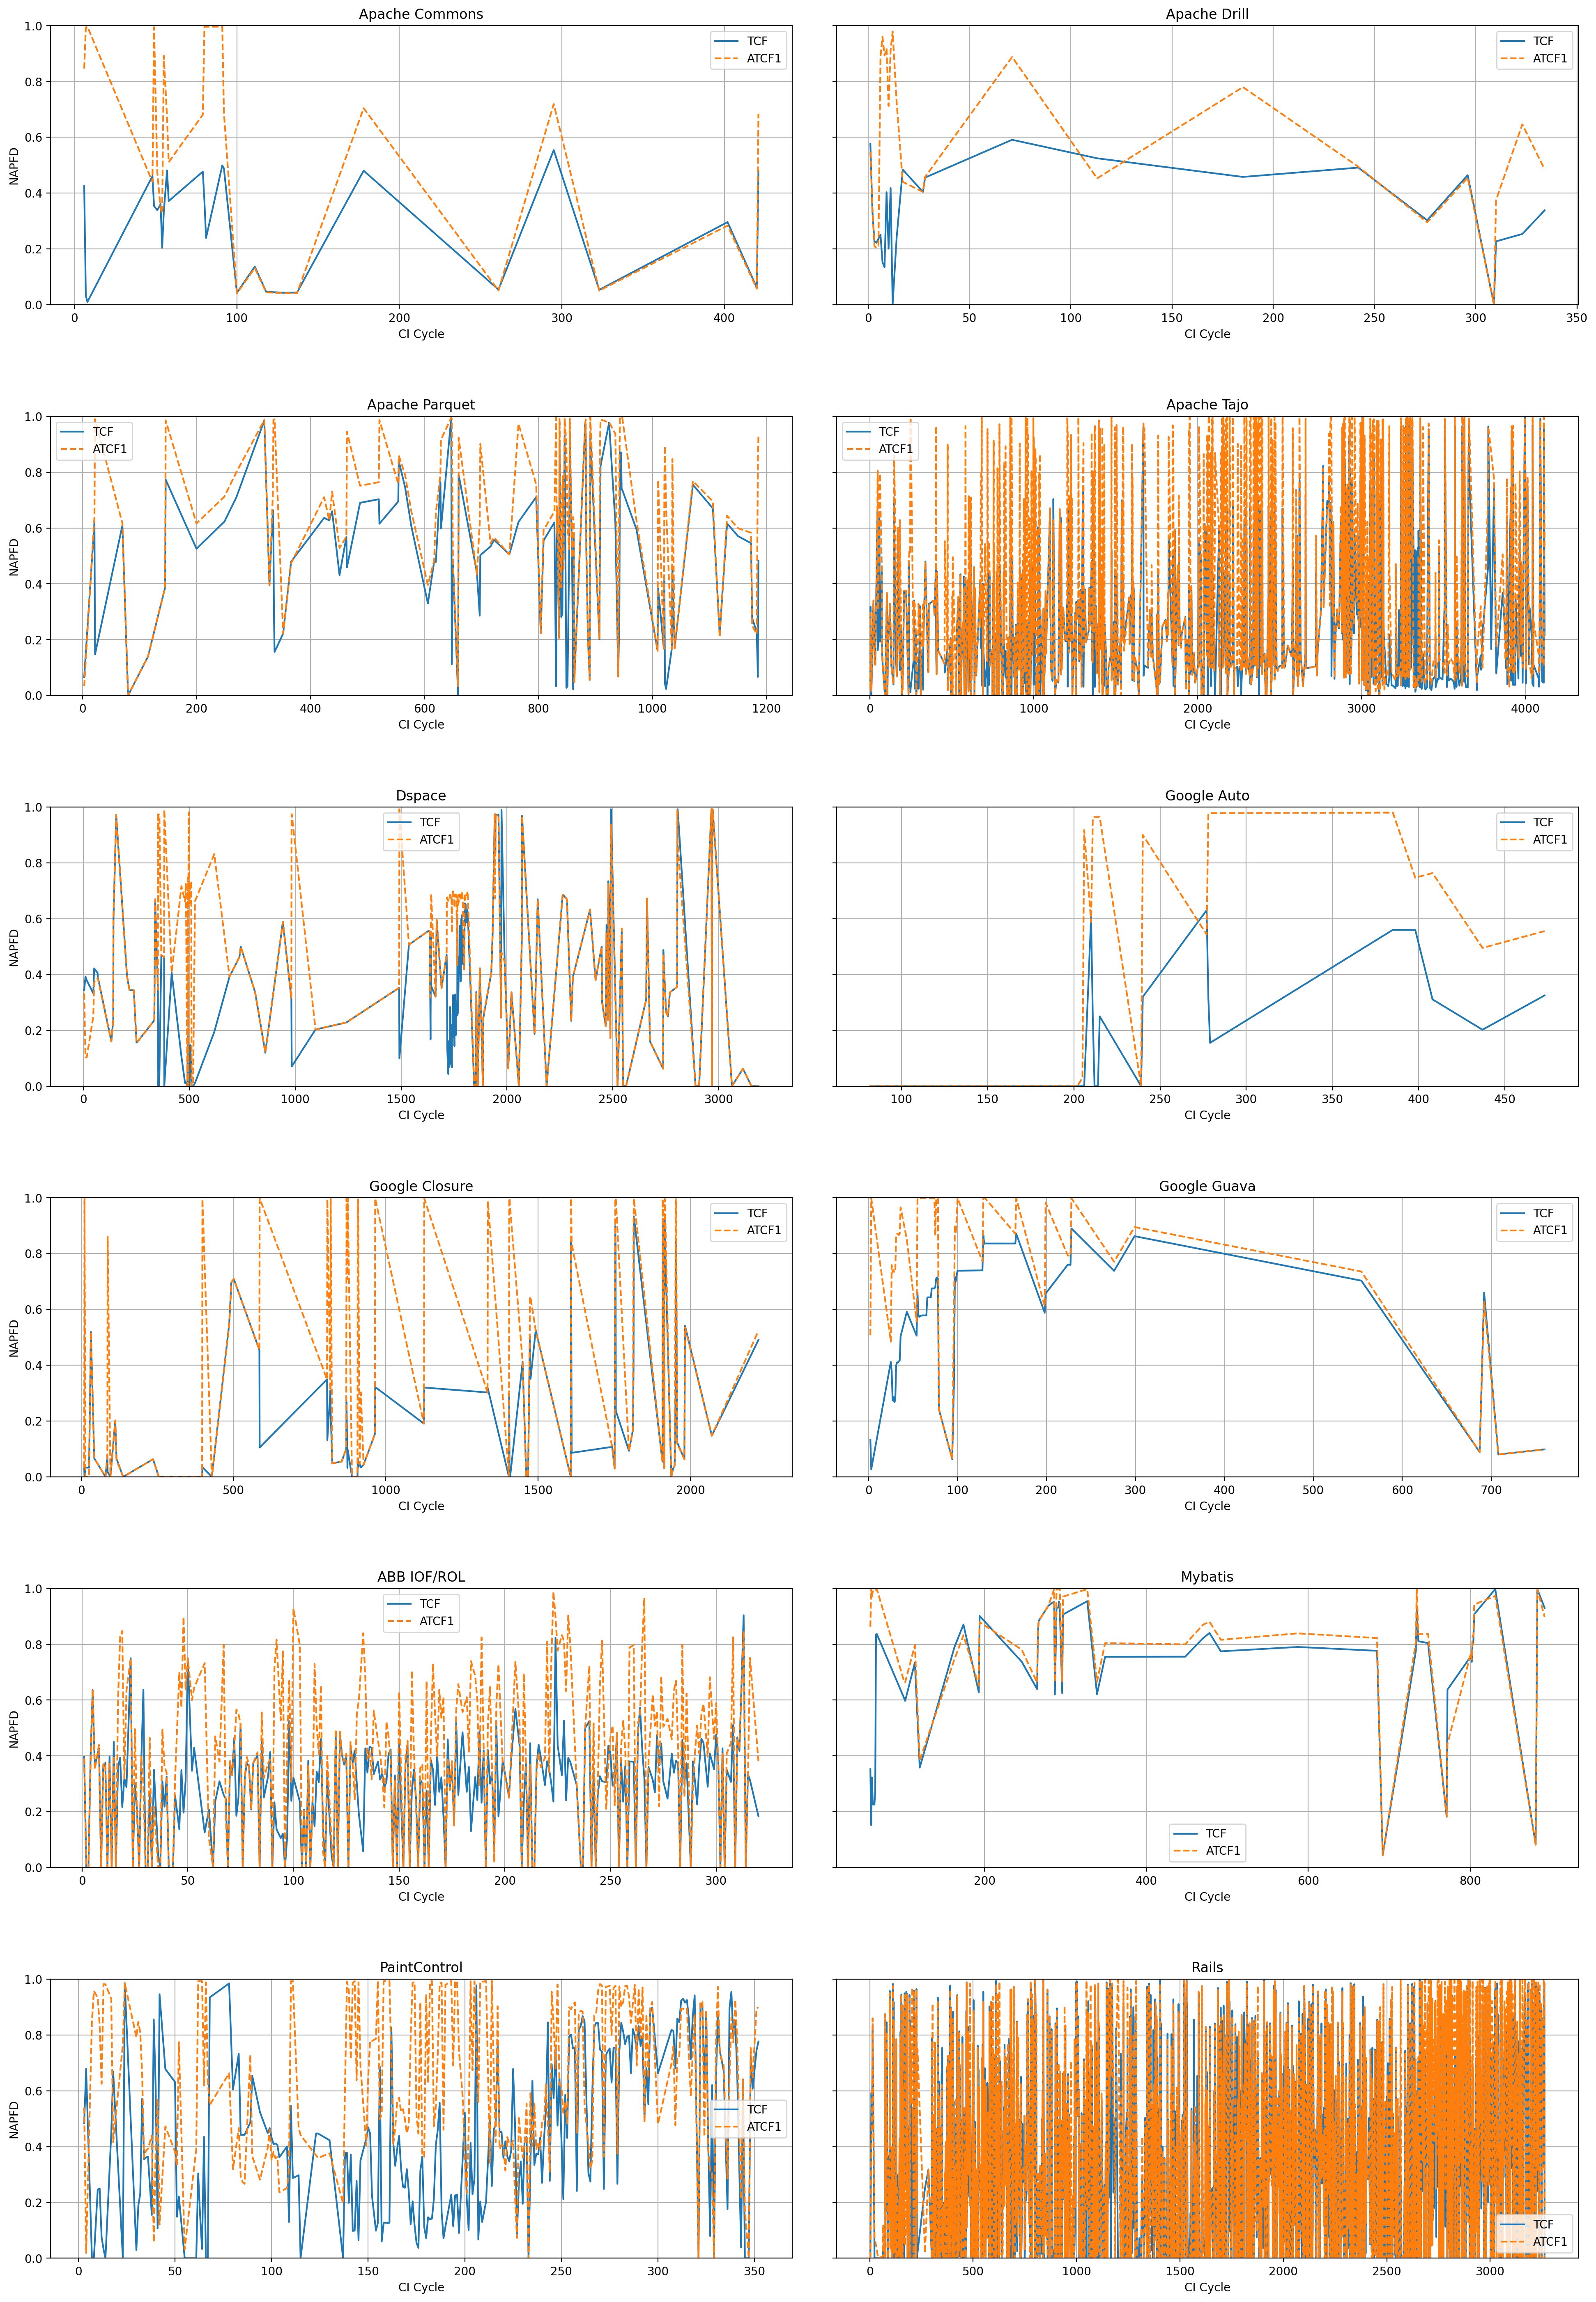 Apache Commons
1.0
0.8
0.6
0.4
0.2
0.0
NAPFD
TCF
ATCF1
0 100 200 300 400
CI Cycle
Apache Drill
TCF
ATCF1
0 50 100 150 200 250 300 350
CI Cycle
Apache Parquet
1.0
0.8
0.6
0.4
0.2
0.0
NAPFD
TCF
ATCF1
0 200 400 600 800 1000 1200
CI Cycle
Apache Tajo
TCF
ATCF1
0 1000 2000 3000 4000
CI Cycle
Dspace
1.0
0.8
0.6
0.4
0.2
0.0
NAPFD
TCF
ATCF1
0 500 1000 1500 2000 2500 3000
CI Cycle
Google Auto
TCF
ATCF1
100 150 200 250 300 350 400 450
CI Cycle
Google Closure
1.0
0.8
0.6
0.4
0.2
0.0
NAPFD
TCF
ATCF1
0 500 1000 1500 2000
CI Cycle
Google Guava
TCF
ATCF1
0 100 200 300 400 500 600 700
CI Cycle
ABB IOF/ROL
1.0
0.8
0.6
0.4
0.2
0.0
NAPFD
TCF
ATCF1
0 50 100 150 200 250 300
CI Cycle
Mybatis
TCF
ATCF1
200 400 600 800
CI Cycle
PaintControl
1.0
0.8
0.6
0.4
0.2
0.0
NAPFD
TCF
ATCF1
0 50 100 150 200 250 300 350
CI Cycle
Rails
TCF
ATCF1
0 500 1000 1500 2000 2500 3000
CI Cycle